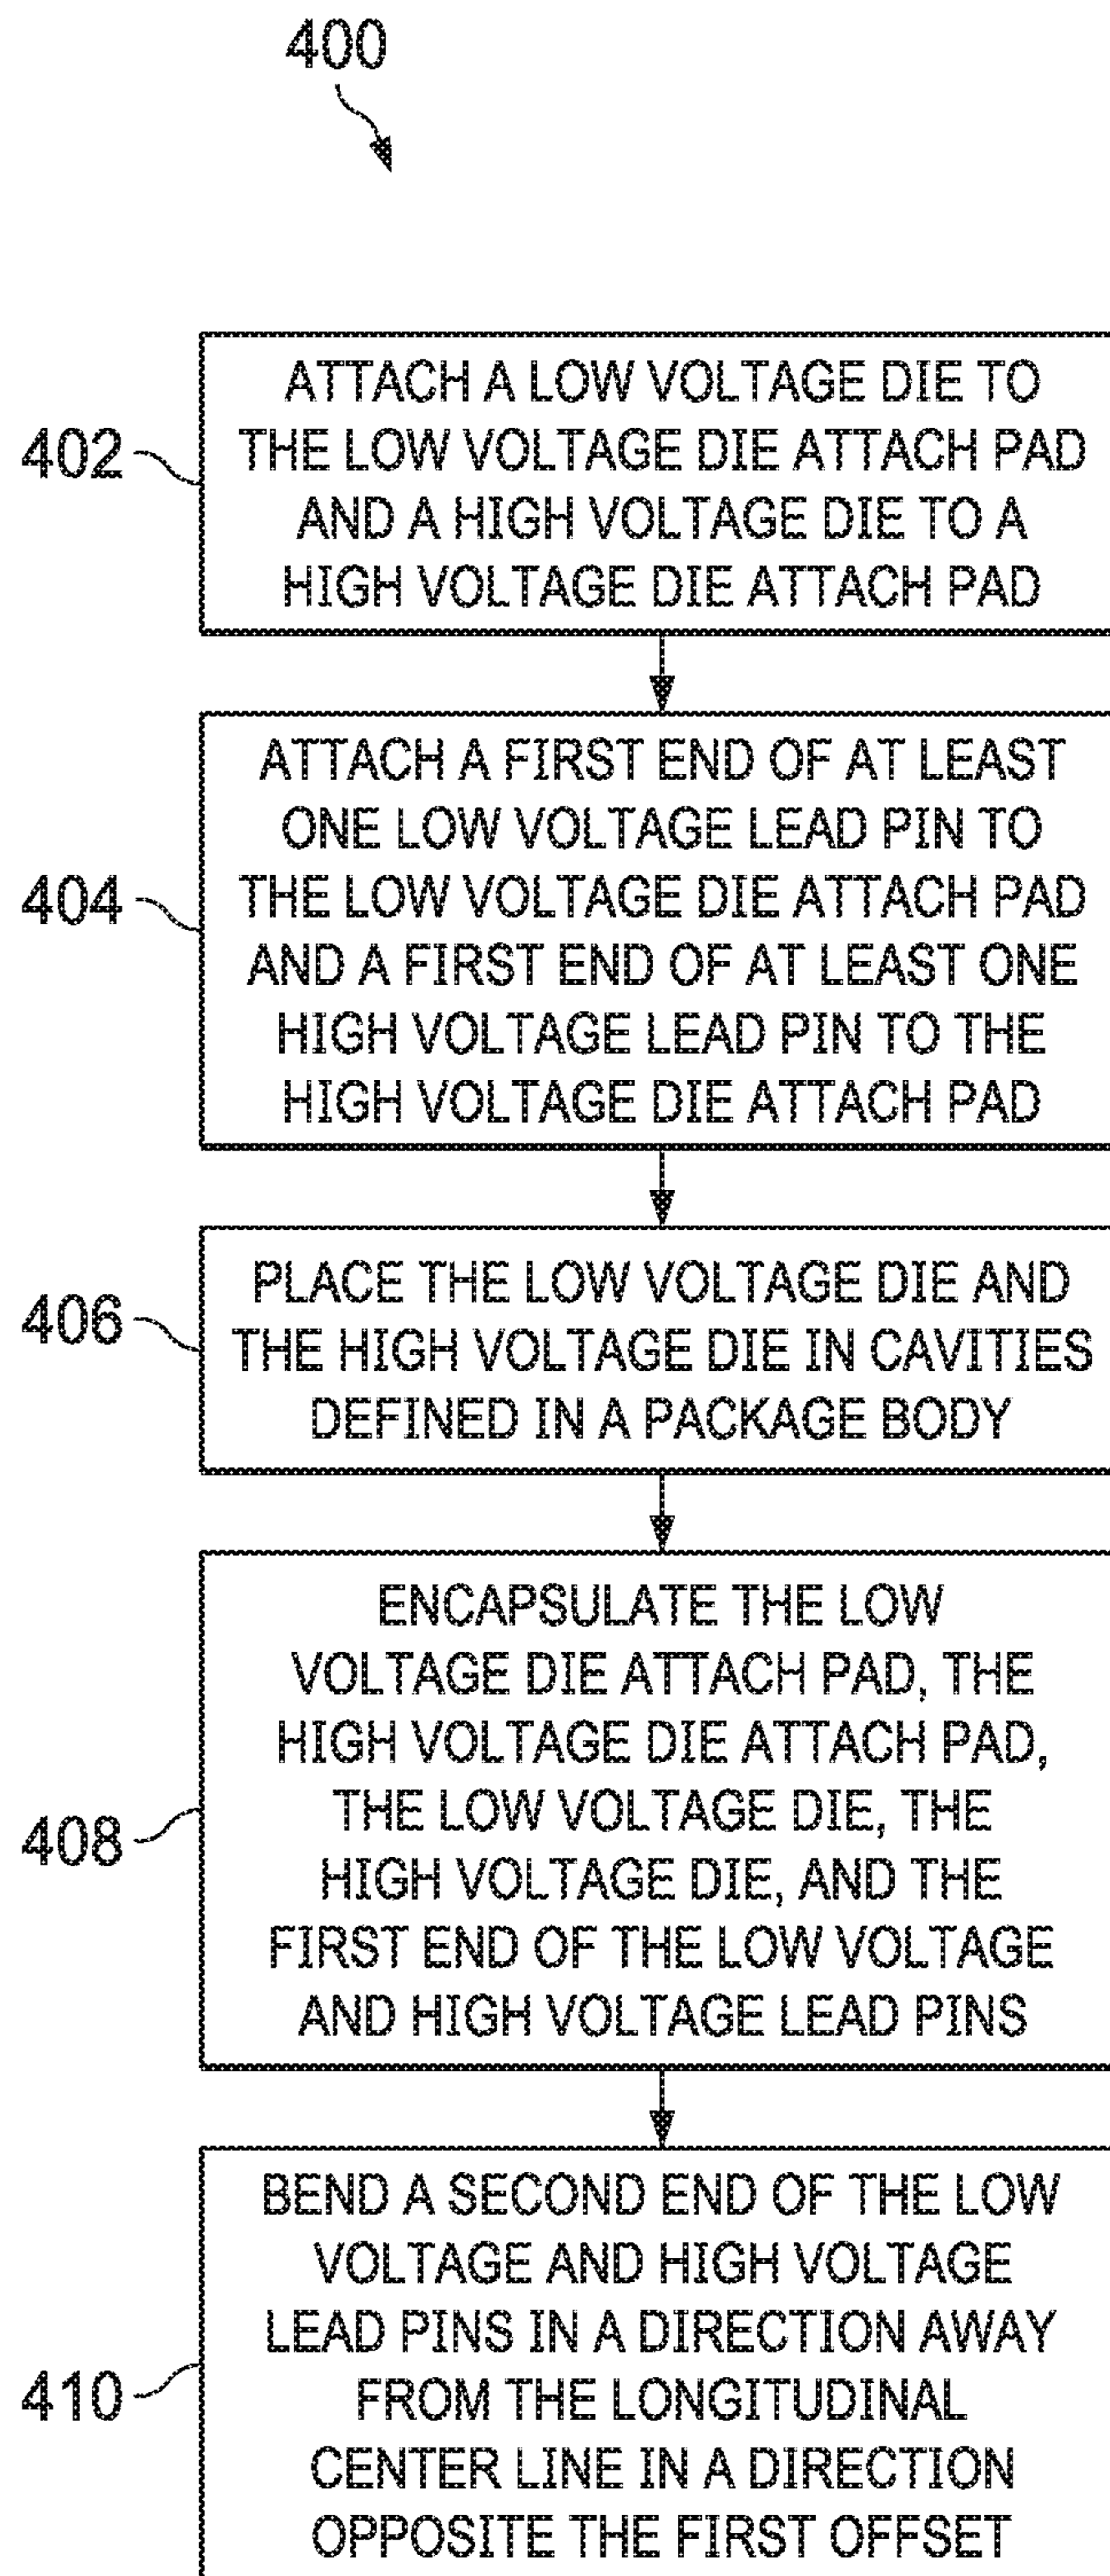 400
402
ATTACH A LOW VOLTAGE DIE TO
THE LOW VOLTAGE DIE ATTACH PAD
AND A HIGH VOLTAGE DIE TO A
HIGH VOLTAGE DIE ATTACH PAD
404
ATTACH A FIRST END OF AT LEAST
ONE LOW VOLTAGE LEAD PIN TO
THE LOW VOLTAGE DIE ATTACH PAD
AND A FIRST END OF AT LEAST ONE
HIGH VOLTAGE LEAD PIN TO THE
HIGH VOLTAGE DIE ATTACH PAD
406
PLACE THE LOW VOLTAGE DIE AND
THE HIGH VOLTAGE DIE IN CAVITIES
DEFINED IN A PACKAGE BODY
408
ENCAPSULATE THE LOW
VOLTAGE DIE ATTACH PAD, THE
HIGH VOLTAGE DIE ATTACH PAD,
THE LOW VOLTAGE DIE, THE
HIGH VOLTAGE DIE, AND THE
FIRST END OF THE LOW VOLTAGE
AND HIGH VOLTAGE LEAD PINS
410
BEND A SECOND END OF THE LOW
VOLTAGE AND HIGH VOLTAGE
LEAD PINS IN A DIRECTION AWAY
FROM THE LONGITUDINAL
CENTER LINE IN A DIRECTION
OPPOSITE THE FIRST OFFSET